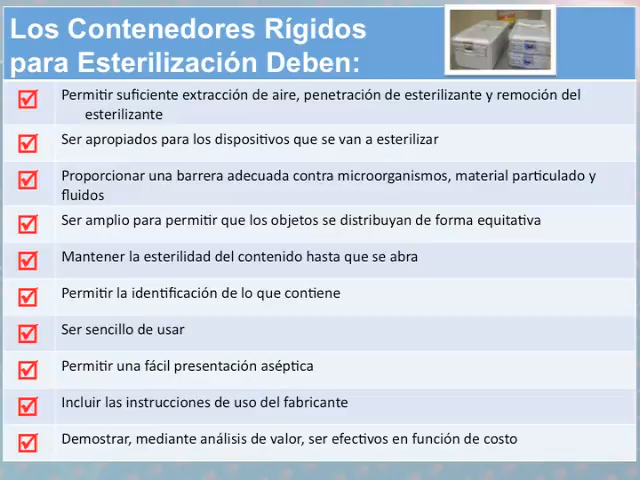 Los Contenedores Rígidos
para Esterilización Deben:
Permitir suficiente extracción de aire, penetración de esterilizante y remoción del
esterilizante
Ser apropiados para los dispositivos que se van a esterilizar
Proporcionar una barrera adecuada contra microorganismos, material particulado y
fluidos
Ser amplio para permitir que los objetos se distribuyan de forma equitativa
Mantener la esterilidad del contenido hasta que se abra
Permitir la identificación de lo que contiene
Ser sencillo de usar
Permitir una fácil presentación aséptica
Incluir las instrucciones de uso del fabricante
Demostrar, mediante análisis de valor, ser efectivos en función de costo